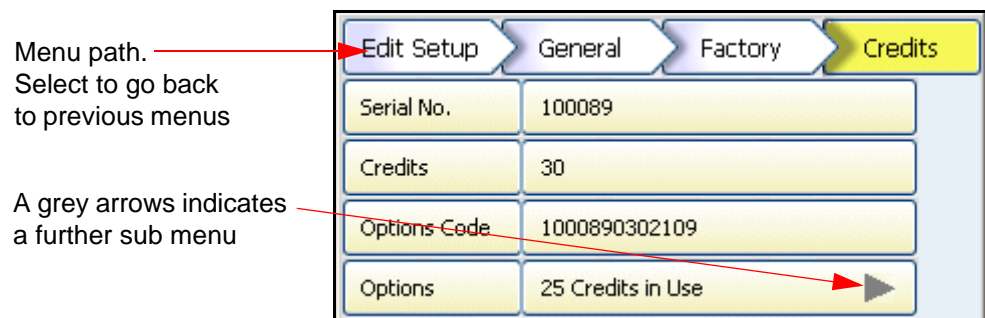 Menu path.
Select to go back
to previous menus
A grey arrows indicates
a further sub menu
Edit Setup General Factory Credits
Serial No. 100089
Credits 30
Options Code 1000890302109
Options 25 Credits in Use